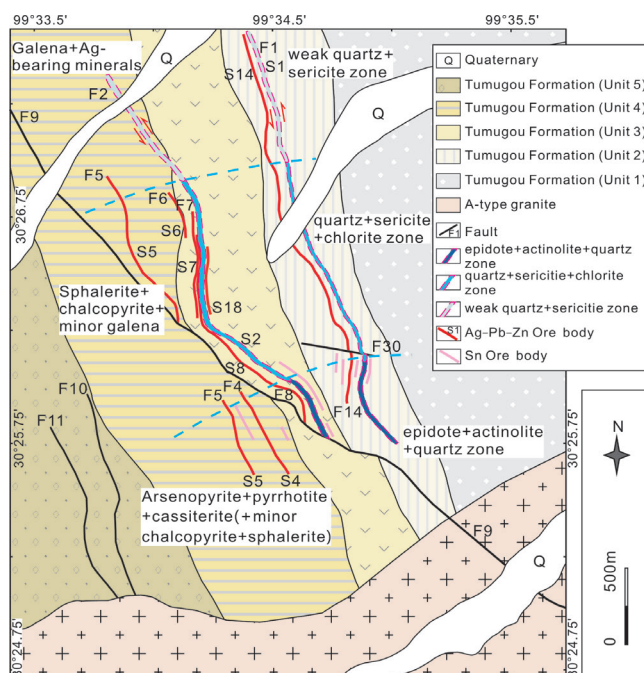 99°33.5'
99°34.5'
99°35.5'
Galena+Ag-
bearing minerals
Q
F1
S1
S14
weak quartz+
sericite zone
F2
F9
Q
F5
F6
F7
S6
S5
S7
quartz+sericite
+chlorite zone
Sphalerite+
chalcopyrite+
minor galena
S18
S2
F30
S8
F4
F5
F8
F10
F11
F14
epidote+actinolite+
quartz zone
S5
S4
Arsenopyrite+pyrrhotite
+cassiterite(+minor
chalcopyrite+sphalerite)
F9
Q
30°26.75'
30°25.75'
30°24.75'
30°25.75'
30°24.75'
Q Quaternary
Tumugou Formation (Unit 5)
Tumugou Formation (Unit 4)
Tumugou Formation (Unit 3)
Tumugou Formation (Unit 2)
Tumugou Formation (Unit 1)
A-type granite
F1 Fault
epidote+actinolite+quartz
zone
quartz+sericitie+chlorite
zone
weak quartz+sericitie zone
S1 Ag-Pb-Zn Ore body
Sn Ore body
N
500m
0